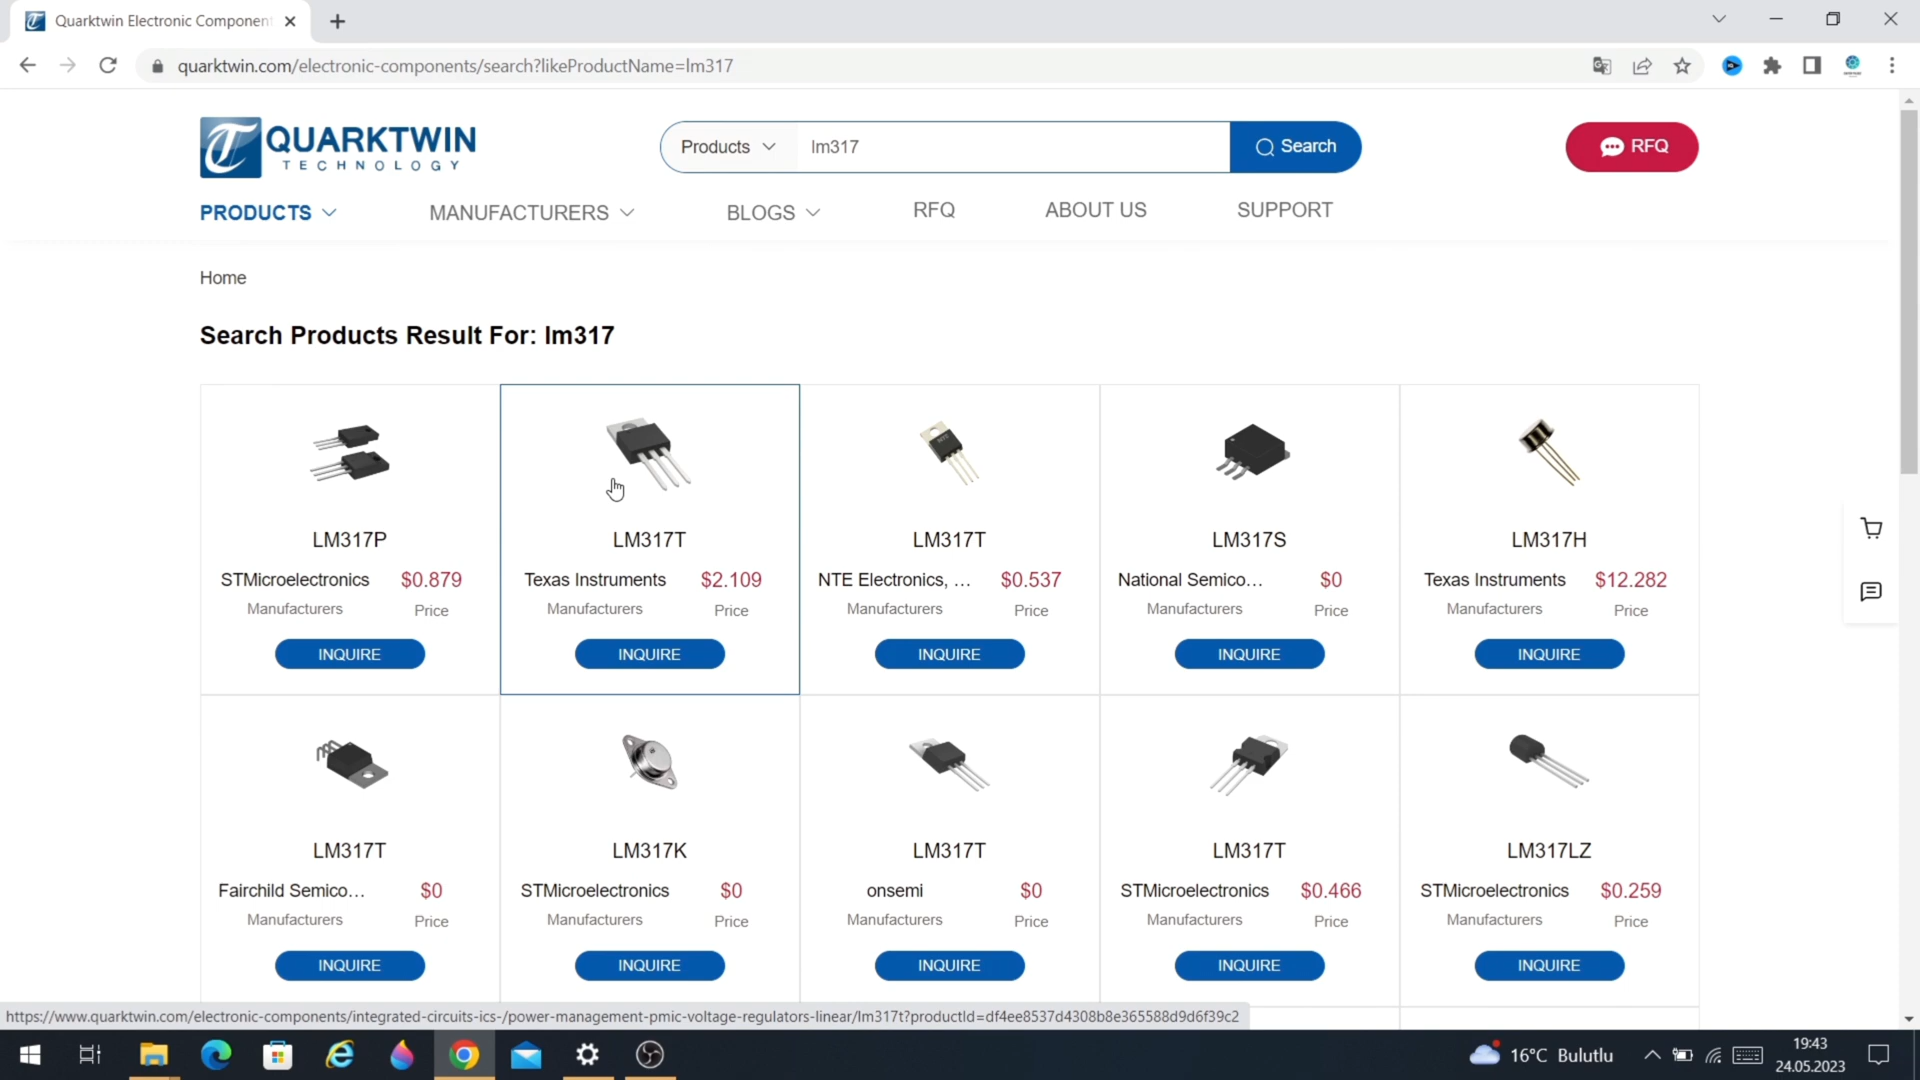 Quarktwin Electronic Component
quarktwin.com/electronic-components/search?likeProductName=lm317
QUARKTWIN
TECHNOLOGY
Products
lm317
Search
RFQ
PRODUCTS
MANUFACTURERS
BLOGS
RFQ
ABOUT US
SUPPORT
Home
Search Products Result For: lm317
LM317P
STMicroelectronics $0.879
Manufacturers Price
INQUIRE
LM317T
Texas Instruments $2.109
Manufacturers Price
INQUIRE
LM317T
NTE Electronics, ... $0.537
Manufacturers Price
INQUIRE
LM317S
National Semico... $0
Manufacturers Price
INQUIRE
LM317H
Texas Instruments $12.282
Manufacturers Price
INQUIRE
LM317T
Fairchild Semico... $0
Manufacturers Price
INQUIRE
LM317K
STMicroelectronics $0
Manufacturers Price
INQUIRE
LM317T
onsemi $0
Manufacturers Price
INQUIRE
LM317T
STMicroelectronics $0.466
Manufacturers Price
INQUIRE
LM317LZ
STMicroelectronics $0.259
Manufacturers Price
INQUIRE
https://www.quarktwin.com/electronic-components/integrated-circuits-ics-/power-management-pmic-voltage-regulators-linear/lm317t?productId=df4ee8537d4308b8e365588d9d6f39c2
16°C Bulutlu
19:43
24.05.2023